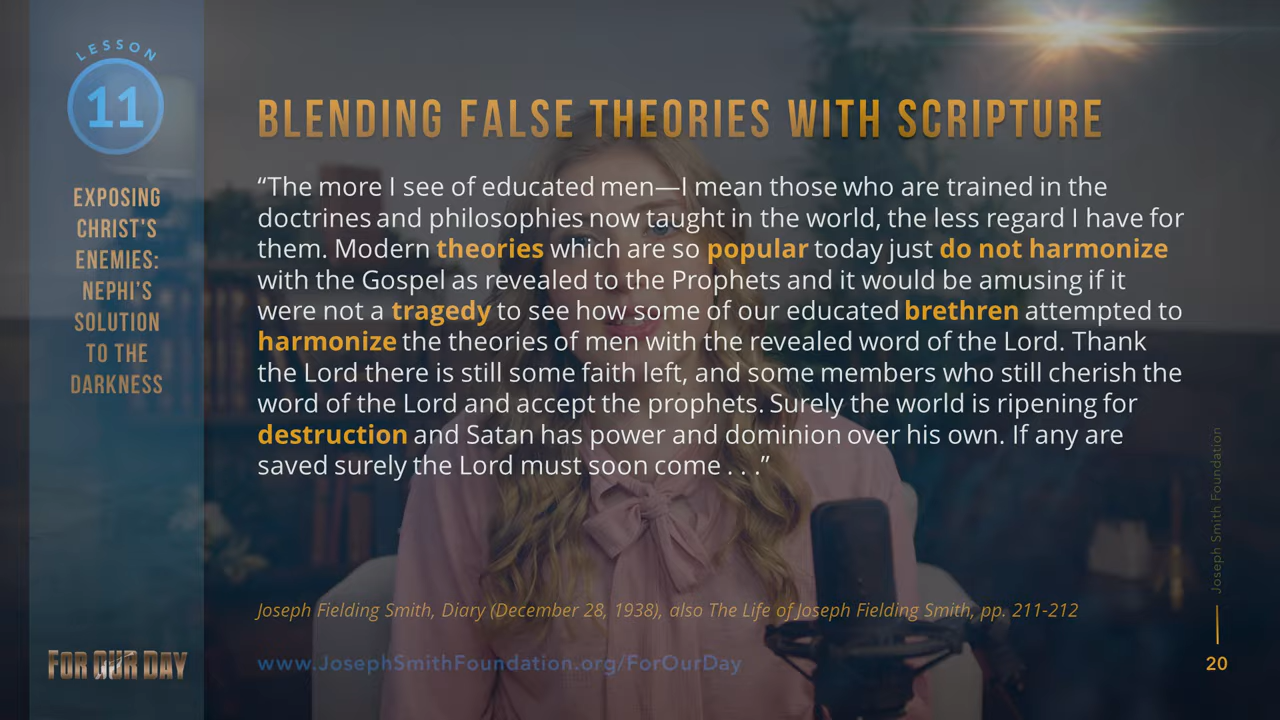 LESSON
11
EXPOSING
CHRIST'S
ENEMIES:
NEPHI'S
SOLUTION
TO THE
DARKNESS
FOR OUR DAY
BLENDING FALSE THEORIES WITH SCRIPTURE
“The more I see of educated men—I mean those who are trained in the
doctrines and philosophies now taught in the world, the less regard I have for
them. Modern theories which are so popular today just do not harmonize
with the Gospel as revealed to the Prophets and it would be amusing if it
were not a tragedy to see how some of our educated brethren attempted to
harmonize the theories of men with the revealed word of the Lord. Thank
the Lord there is still some faith left, and some members who still cherish the
word of the Lord and accept the prophets. Surely the world is ripening for
destruction and Satan has power and dominion over his own. If any are
saved surely the Lord must soon come . . .”
Joseph Fielding Smith, Diary (December 28, 1938), also The Life of Joseph Fielding Smith, pp. 211-212
www.JosephSmithFoundation.org/ForOurDay
Joseph Smith Foundation
20